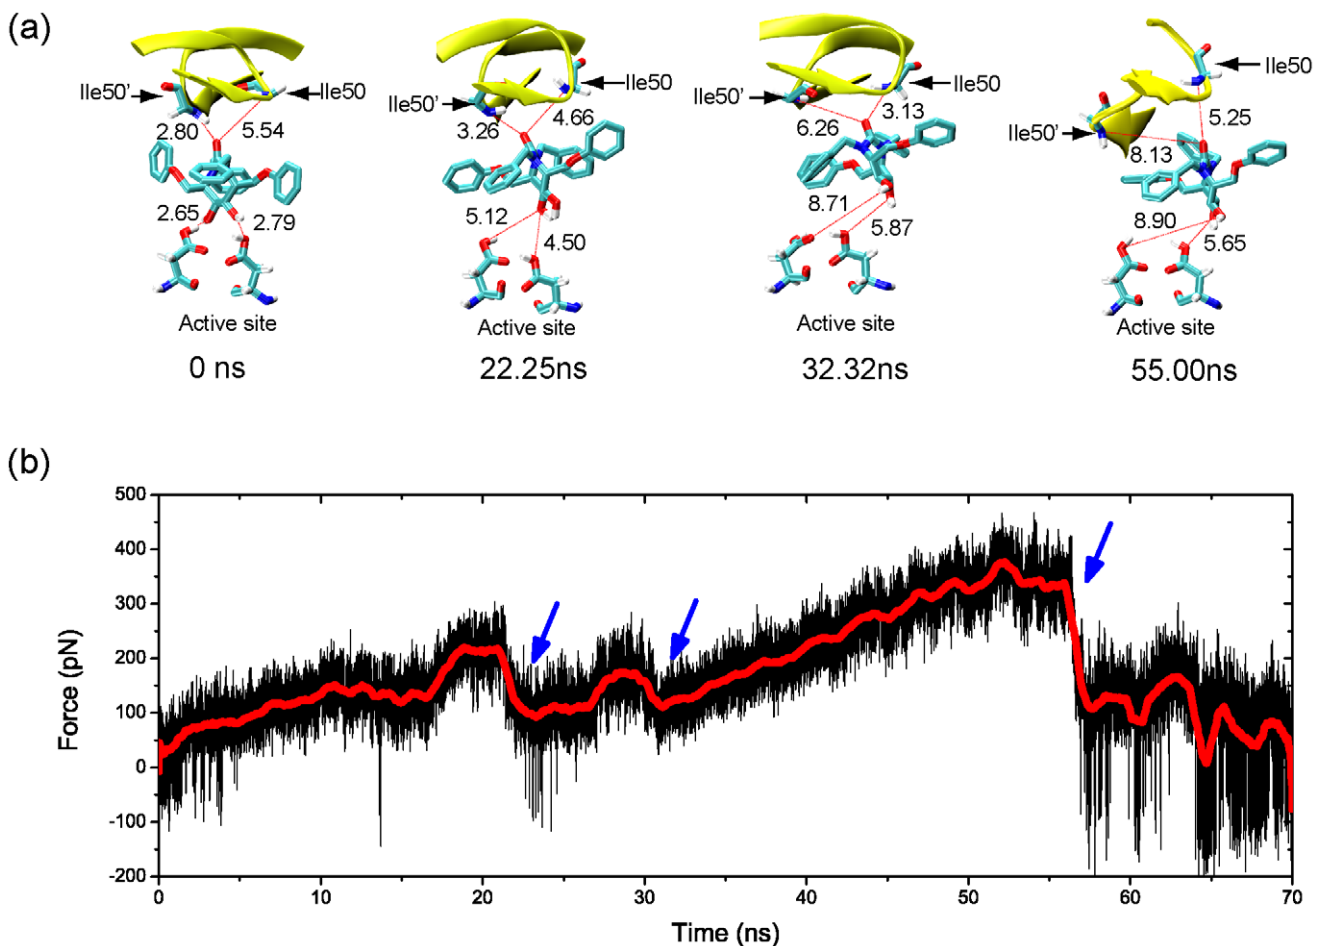 (a)
Ile50'
Ile50
2.80
5.54
2.65
2.79
Active site
0 ns
Ile50'
Ile50
3.26
4.66
5.12
4.50
Active site
22.25ns
Ile50'
Ile50
6.26
3.13
8.71
5.87
Active site
32.32ns
Ile50
Ile50'
5.25
8.13
8.90
5.65
Active site
55.00ns
(b)
Force (pN)
500
400
300
200
100
0
-100
-200
0
10
20
30
40
50
60
70
Time (ns)